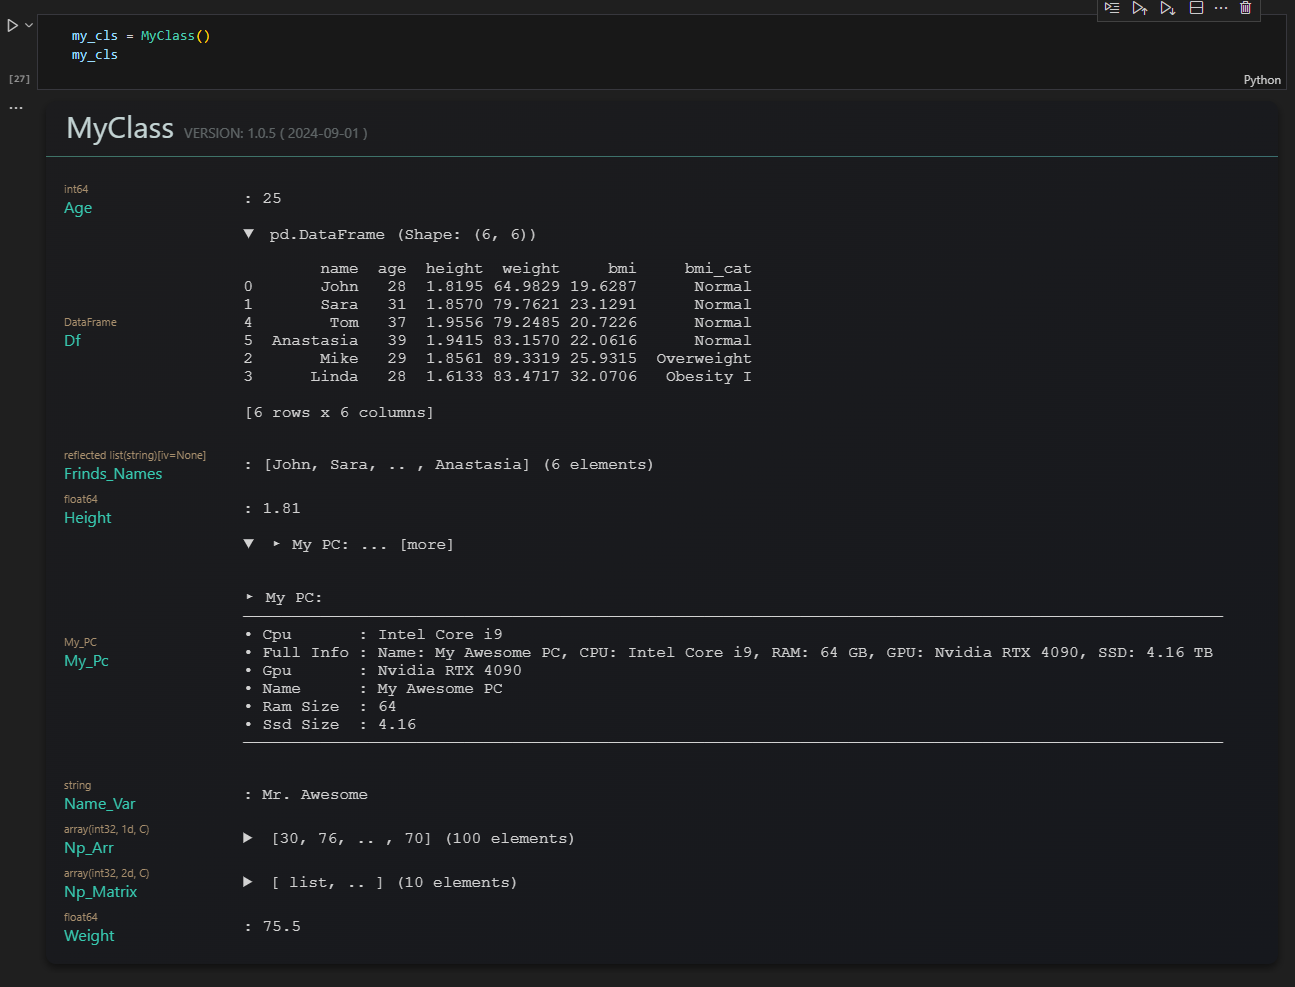 my_cls = MyClass()
my_cls
[27]
Python
...
MyClass VERSION: 1.0.5 ( 2024-09-01 )
int64
Age : 25
▼ pd.DataFrame (Shape: (6, 6))
name age height weight bmi bmi_cat
0 John 28 1.8195 64.9829 19.6287 Normal
1 Sara 31 1.8570 79.7621 23.1291 Normal
4 Tom 37 1.9556 79.2485 20.7226 Normal
5 Anastasia 39 1.9415 83.1570 22.0616 Normal
2 Mike 29 1.8561 89.3319 25.9315 Overweight
3 Linda 28 1.6133 83.4717 32.0706 Obesity I
[6 rows x 6 columns]
DataFrame
Df
reflected list(string)[iv=None]
Frinds_Names : [John, Sara, .. , Anastasia] (6 elements)
float64
Height : 1.81
▼ ▸ My PC: ... [more]
▸ My PC:
• Cpu : Intel Core i9
• Full Info : Name: My Awesome PC, CPU: Intel Core i9, RAM: 64 GB, GPU: Nvidia RTX 4090, SSD: 4.16 TB
• Gpu : Nvidia RTX 4090
• Name : My Awesome PC
• Ram Size : 64
• Ssd Size : 4.16
My_PC
My_Pc
string
Name_Var : Mr. Awesome
array(int32, 1d, C)
Np_Arr ▶ [30, 76, .. , 70] (100 elements)
array(int32, 2d, C)
Np_Matrix ▶ [ list, .. ] (10 elements)
float64
Weight : 75.5